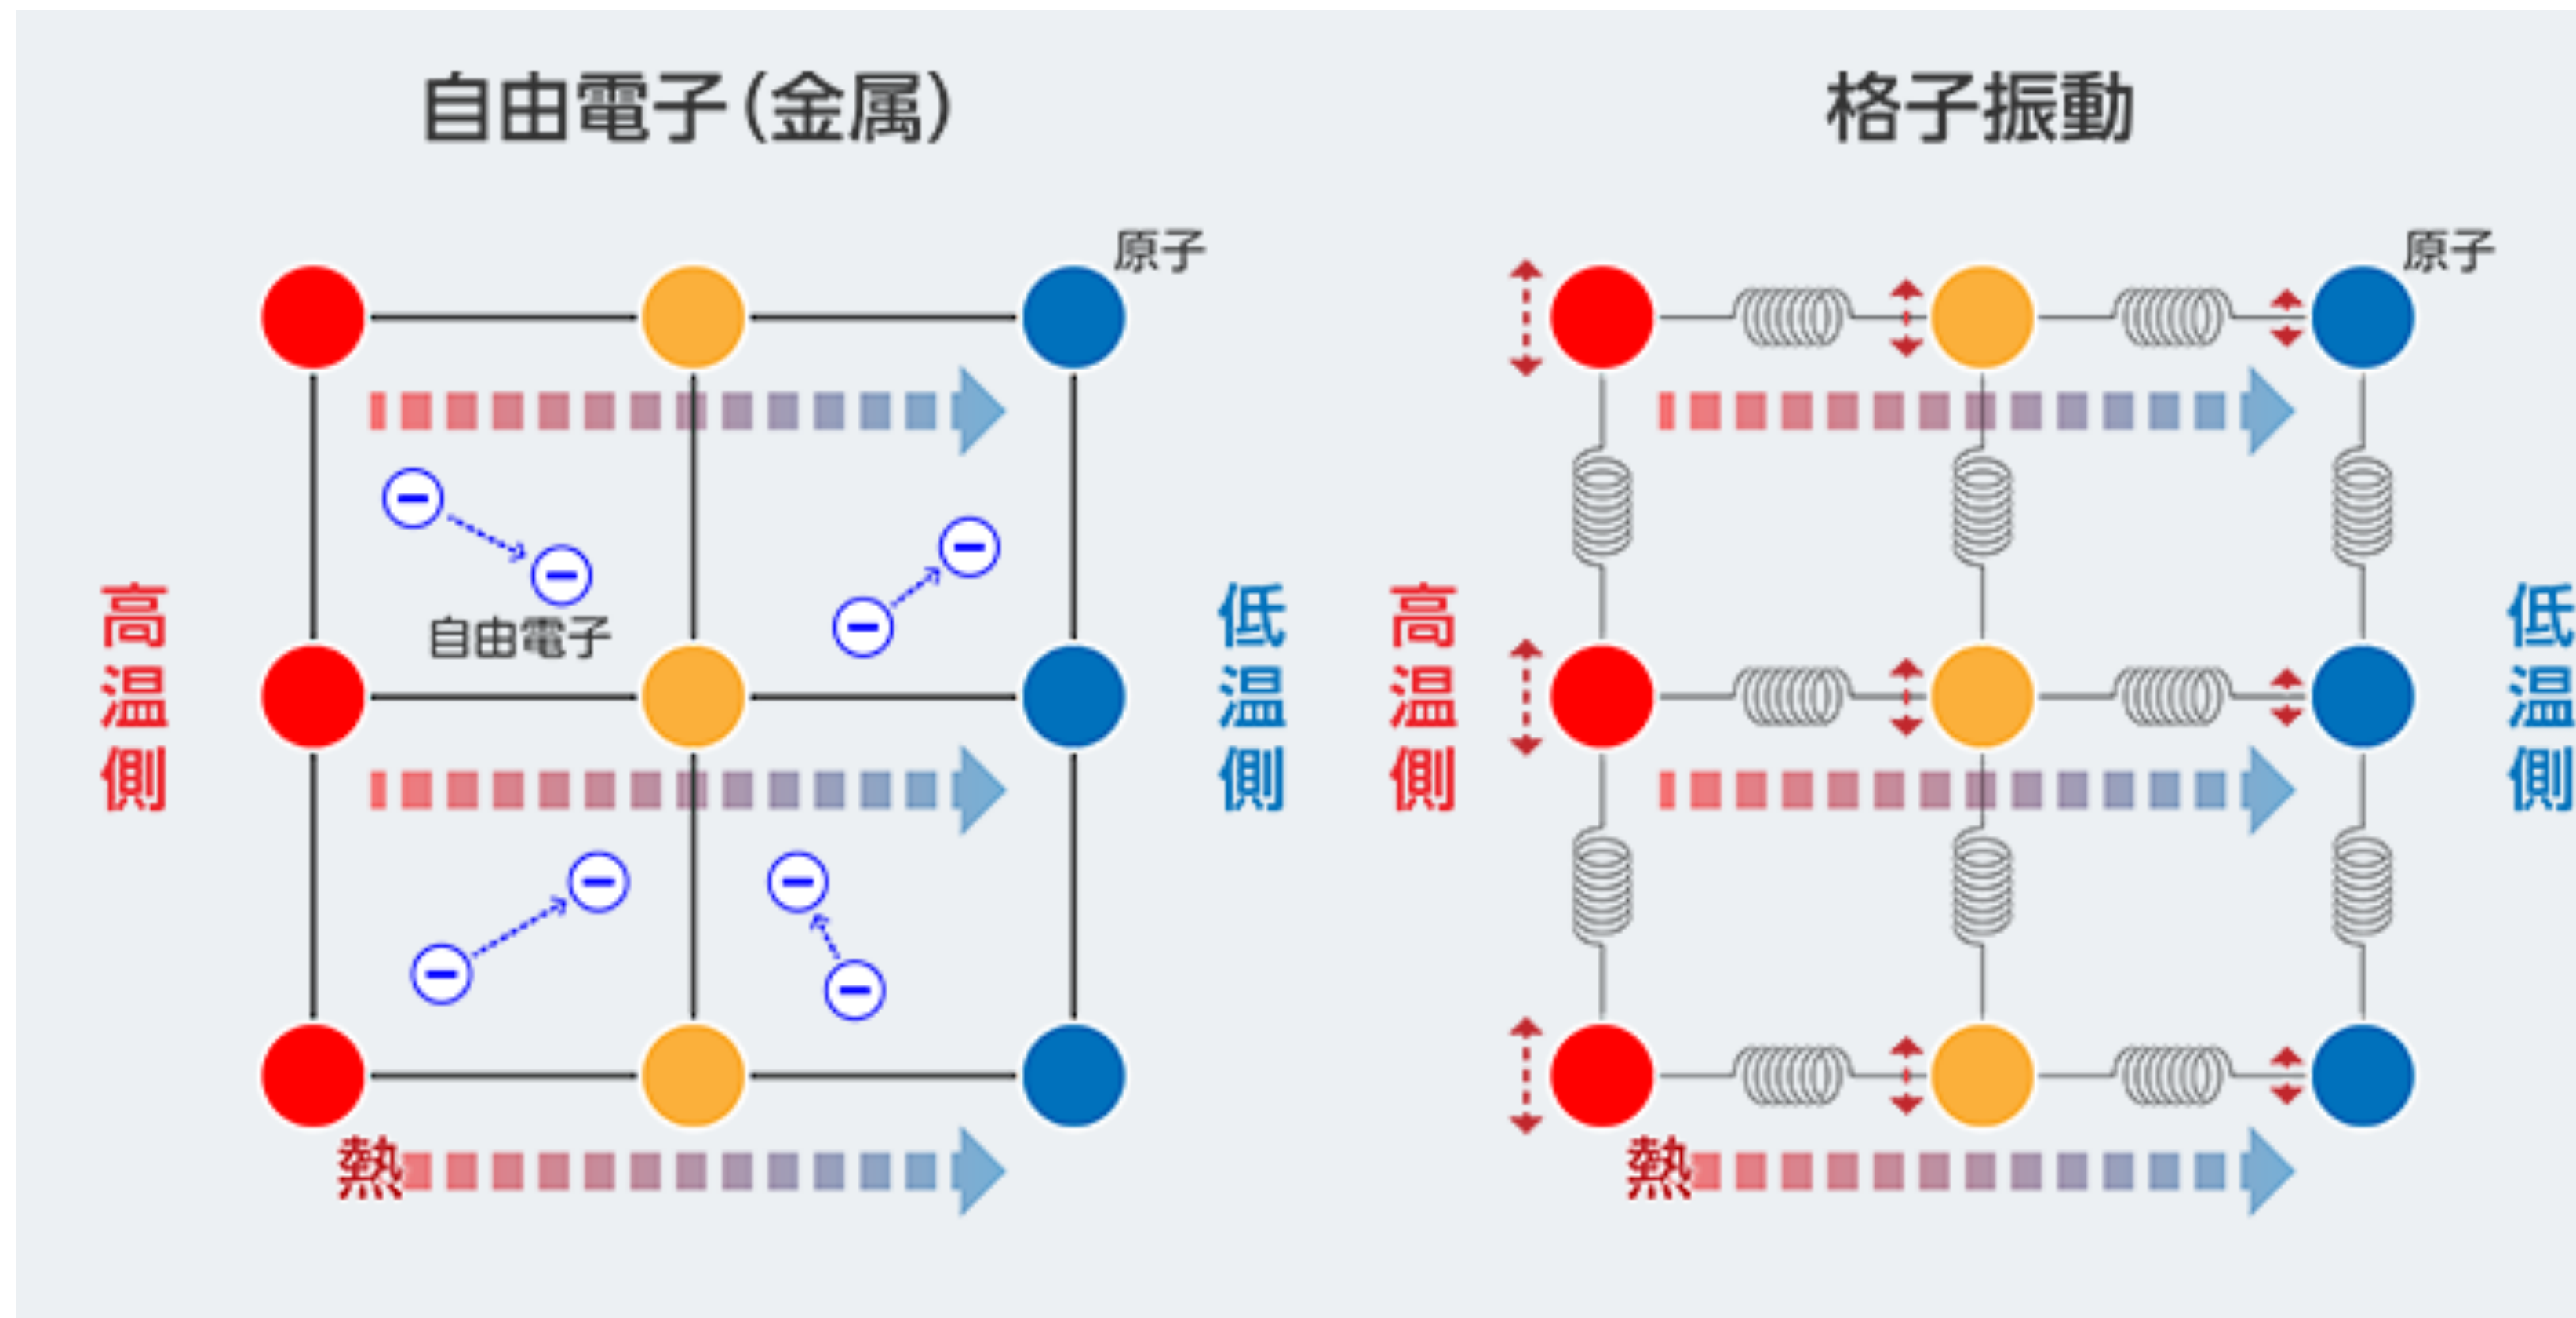 自由電子(金属)
格子振動
原子
原子
自由電子
高温側
低温側
高温側
低温側
熱
熱